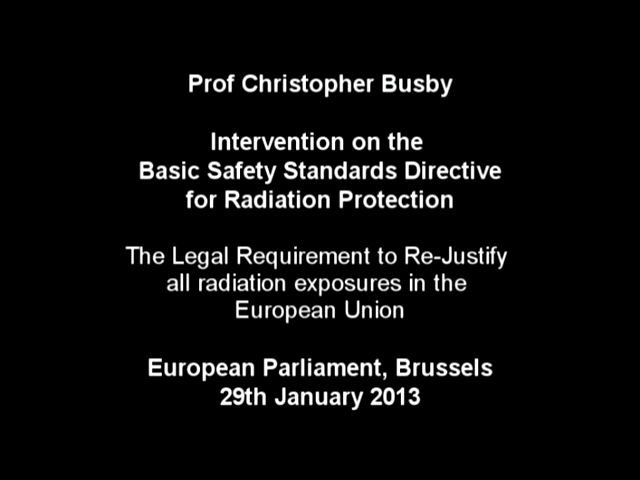 Prof Christopher Busby
Intervention on the
Basic Safety Standards Directive
for Radiation Protection
The Legal Requirement to Re-Justify
all radiation exposures in the
European Union
European Parliament, Brussels
29th January 2013